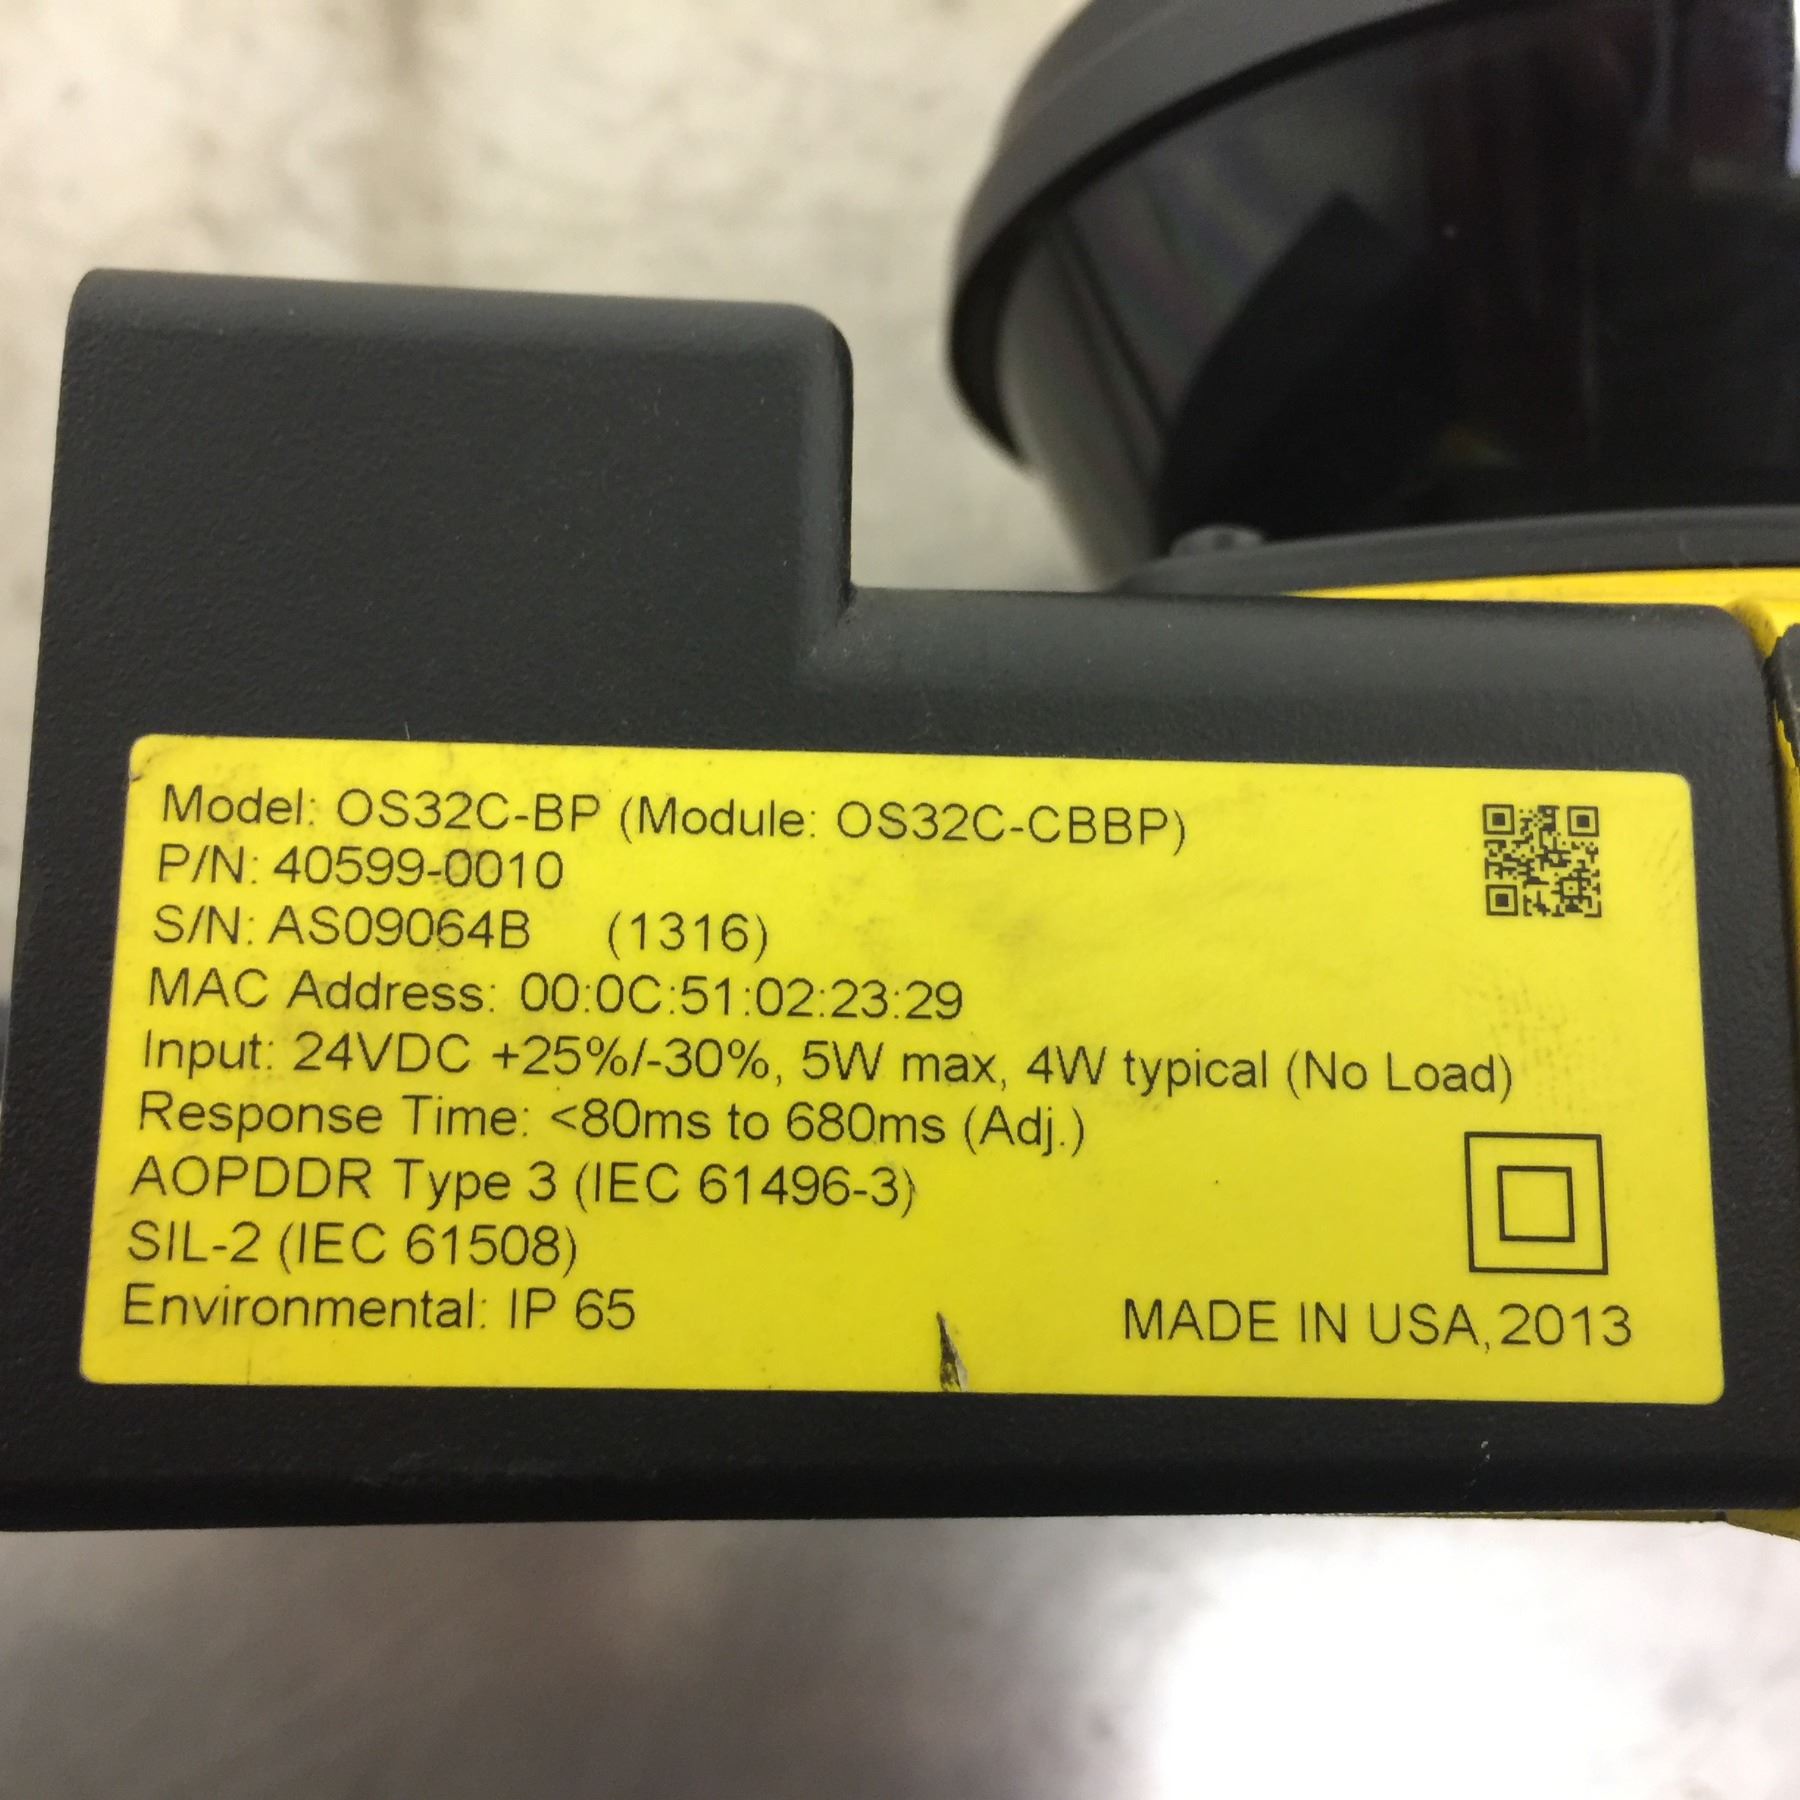 Model: OS32C-BP (Module: OS32C-CBBP)
P/N: 40599-0010
S/N: AS09064B (1316)
MAC Address: 00:0C:51:02:23:29
Input: 24VDC +25%/-30%, 5W max, 4W typical (No Load)
Response Time: <80ms to 680ms (Adj.)
AOPDDR Type 3 (IEC 61496-3)
SIL-2 (IEC 61508)
Environmental: IP 65
MADE IN USA, 2013